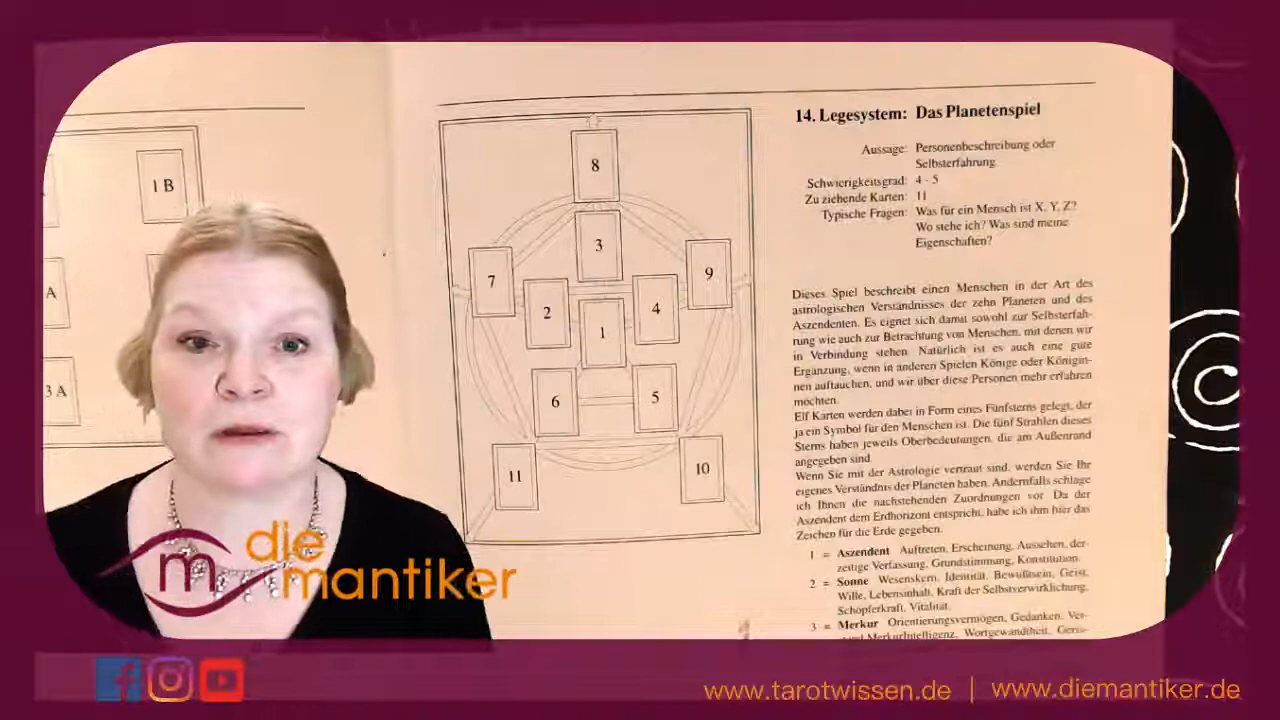 1 B
A
3 A
8
3
7
9
2
4
1
6
5
11
10
14. Legesystem: Das Planetenspiel
Aussage: Personenbeschreibung oder
Selbsterfahrung
Schwierigkeitsgrad: 4 - 5
Zu ziehende Karten: 11
Typische Fragen: Was für ein Mensch ist X, Y, Z?
Wo stehe ich? Was sind meine
Eigenschaften?
Dieses Spiel beschreibt einen Menschen in der Art des
astrologischen Verständnisses der zehn Planeten und des
Aszendenten. Es eignet sich damit sowohl zur Selbsterfah-
rung wie auch zur Betrachtung von Menschen, mit denen wir
in Verbindung stehen. Natürlich ist es auch eine gute
Ergänzung, wenn in anderen Spielen Könige oder Königin-
nen auftauchen, und wir über diese Personen mehr erfahren
möchten.
Elf Karten werden dabei in Form eines Fünfsterns gelegt, der
ja ein Symbol für den Menschen ist. Die fünf Strahlen dieses
Sterns haben jeweils Oberbedeutungen, die am Außenrand
angegeben sind.
Wenn Sie mit der Astrologie vertraut sind, werden Sie Ihr
eigenes Verständnis der Planeten haben. Andernfalls schlage
ich Ihnen die nachstehenden Zuordnungen vor. Da der
Aszendent dem Erdhorizont entspricht, habe ich ihm hier das
Zeichen für die Erde gegeben.
1 = Aszendent Auftreten, Erscheinung, Aussehen, der-
zeitige Verfassung, Grundstimmung, Konstitution.
2 = Sonne Wesenskern, Identität, Bewußtsein, Geist,
Wille, Lebensinhalt, Kraft der Selbstverwirklichung,
Schöpferkraft, Vitalität.
3 = Merkur Orientierungsvermögen, Gedanken, Ver-
Merkurintelligenz, Wortgewandtheit,
m die
mantiker
www.tarotwissen.de | www.diemantiker.de